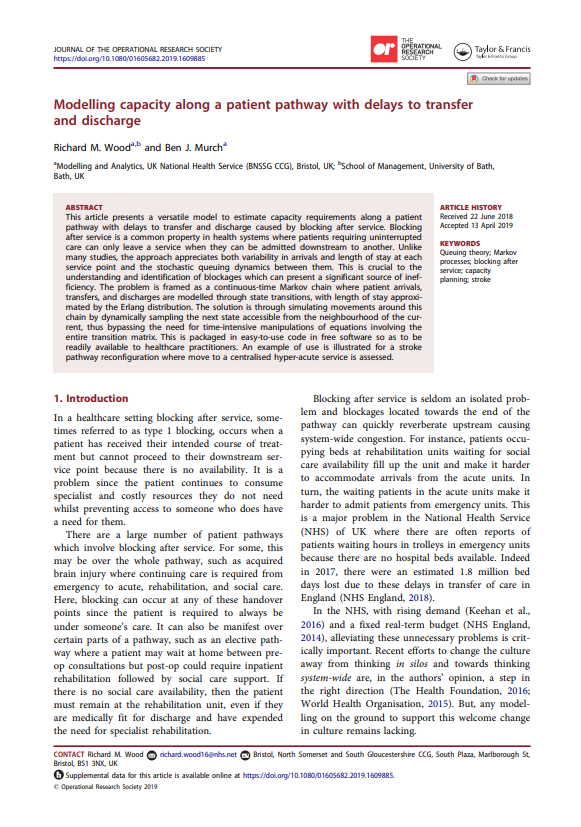 JOURNAL OF THE OPERATIONAL RESEARCH SOCIETY
https://doi.org/10.1080/01605682.2019.1609885
or
THE
OPERATIONAL
RESEARCH
SOCIETY
Taylor & Francis
Taylor & Francis Group
Check for updates
Modelling capacity along a patient pathway with delays to transfer
and discharge
Richard M. Wooda,b and Ben J. Murcha
aModelling and Analytics, UK National Health Service (BNSSG CCG), Bristol, UK; bSchool of Management, University of Bath,
Bath, UK
ABSTRACT
This article presents a versatile model to estimate capacity requirements along a patient
pathway with delays to transfer and discharge caused by blocking after service. Blocking
after service is a common property in health systems where patients requiring uninterrupted
care can only leave a service when they can be admitted downstream to another. Unlike
many studies, the approach appreciates both variability in arrivals and length of stay at each
service point and the stochastic queuing dynamics between them. This is crucial to the
understanding and identification of blockages which can present a significant source of inef-
ficiency. The problem is framed as a continuous-time Markov chain where patient arrivals,
transfers, and discharges are modelled through state transitions, with length of stay approxi-
mated by the Erlang distribution. The solution is through simulating movements around this
chain by dynamically sampling the next state accessible from the neighbourhood of the cur-
rent, thus bypassing the need for time-intensive manipulations of equations involving the
entire transition matrix. This is packaged in easy-to-use code in free software so as to be
readily available to healthcare practitioners. An example of use is illustrated for a stroke
pathway reconfiguration where move to a centralised hyper-acute service is assessed.
ARTICLE HISTORY
Received 22 June 2018
Accepted 13 April 2019
KEYWORDS
Queuing theory; Markov
processes; blocking after
service; capacity
planning; stroke
1. Introduction
In a healthcare setting blocking after service, some-
times referred to as type 1 blocking, occurs when a
patient has received their intended course of treat-
ment but cannot proceed to their downstream ser-
vice point because there is no availability. It is a
problem since the patient continues to consume
specialist and costly resources they do not need
whilst preventing access to someone who does have
a need for them.
There are a large number of patient pathways
which involve blocking after service. For some, this
may be over the whole pathway, such as acquired
brain injury where continuing care is required from
emergency to acute, rehabilitation, and social care.
Here, blocking can occur at any of these handover
points since the patient is required to always be
under someone's care. It can also be manifest over
certain parts of a pathway, such as an elective path-
way where a patient may wait at home between pre-
op consultations but post-op could require inpatient
rehabilitation followed by social care support. If
there is no social care availability, then the patient
must remain at the rehabilitation unit, even if they
are medically fit for discharge and have expended
the need for specialist rehabilitation.
Blocking after service is seldom an isolated prob-
lem and blockages located towards the end of the
pathway can quickly reverberate upstream causing
system-wide congestion. For instance, patients occu-
pying beds at rehabilitation units waiting for social
care availability fill up the unit and make it harder
to accommodate arrivals from the acute units. In
turn, the waiting patients in the acute units make it
harder to admit patients from emergency units. This
is a major problem in the National Health Service
(NHS) of UK where there are often reports of
patients waiting hours in trolleys in emergency units
because there are no hospital beds available. Indeed
in 2017, there were an estimated 1.8 million bed
days lost due to these delays in transfer of care in
England (NHS England, 2018).
In the NHS, with rising demand (Keehan et al.,
2016) and a fixed real-term budget (NHS England,
2014), alleviating these unnecessary problems is crit-
ically important. Recent efforts to change the culture
away from thinking in silos and towards thinking
system-wide are, in the authors' opinion, a step in
the right direction (The Health Foundation, 2016;
World Health Organisation, 2015). But, any model-
ling on the ground to support this welcome change
in culture remains lacking.
CONTACT Richard M. Wood richard.wood16@nhs.net Bristol, North Somerset and South Gloucestershire CCG, South Plaza, Marlborough St,
Bristol, BS1 3NX, UK
Supplemental data for this article is available online at https://doi.org/10.1080/01605682.2019.1609885.
© Operational Research Society 2019